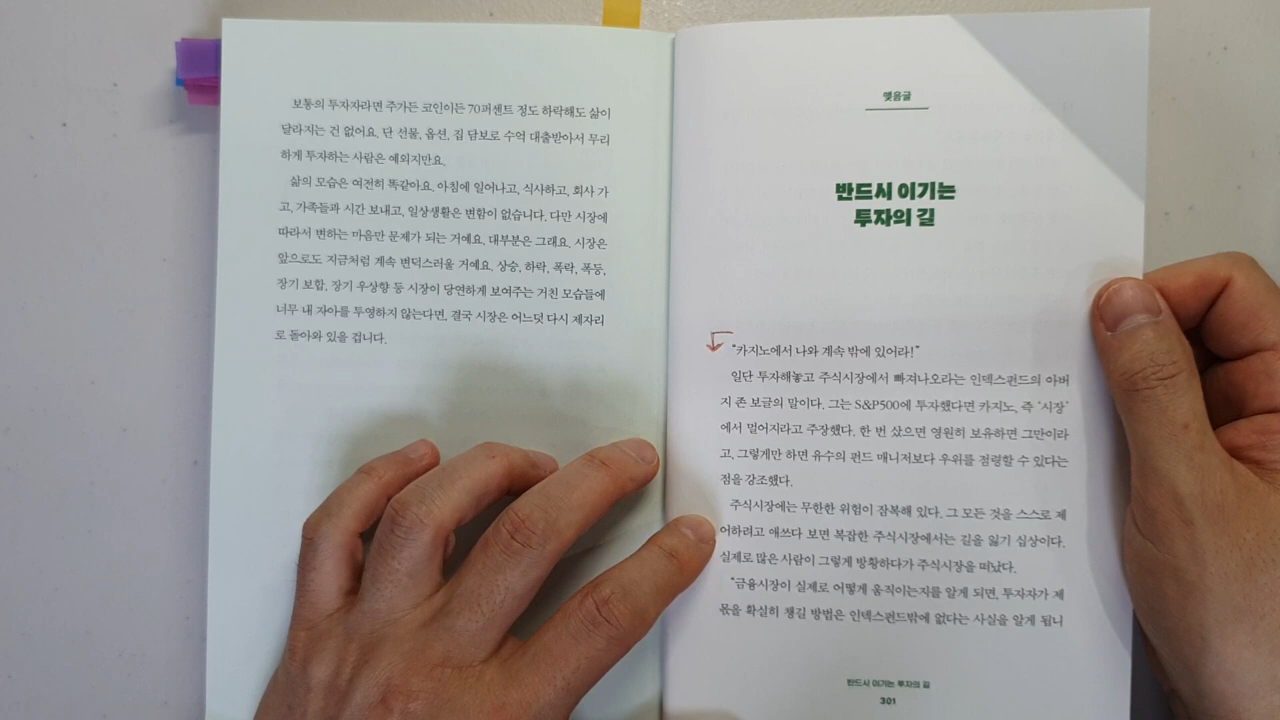 보통의 투자자라면 주가든 코인이든 70퍼센트 정도 하락해도 삶이
달라지는 건 없어요. 단 선물, 옵션, 집 담보로 수억 대출받아서 무리
하게 투자하는 사람은 예외지만요.
삶의 모습은 여전히 똑같아요. 아침에 일어나고, 식사하고, 회사 가
고, 가족들과 시간 보내고, 일상생활은 변함이 없습니다. 다만 시장에
따라서 변하는 마음만 문제가 되는 거예요. 대부분은 그래요. 시장은
앞으로도 지금처럼 계속 변덕스러울 거예요. 상승, 하락, 폭락, 폭등,
장기 보합, 장기 우상향 등 시장이 당연하게 보여주는 거친 모습들에
너무 내 자아를 투영하지 않는다면, 결국 시장은 어느덧 다시 제자리
로 돌아와 있을 겁니다.
맺음글
반드시 이기는
투자의 길
“카지노에서 나와 계속 밖에 있어라!”
일단 투자해놓고 주식시장에서 빠져나오라는 인덱스펀드의 아버
지 존 보글의 말이다. 그는 S&P500에 투자했다면 카지노, 즉 ‘시장’
에서 멀어지라고 주장했다. 한 번 샀으면 영원히 보유하면 그만이라
고, 그렇게만 하면 유수의 펀드 매니저보다 우위를 점령할 수 있다는
점을 강조했다.
주식시장에는 무한한 위험이 잠복해 있다. 그 모든 것을 스스로 제
어하려고 애쓰다 보면 복잡한 주식시장에서는 길을 잃기 십상이다.
실제로 많은 사람이 그렇게 방황하다가 주식시장을 떠났다.
“금융시장이 실제로 어떻게 움직이는지를 알게 되면, 투자자가 제
몫을 확실히 챙길 방법은 인덱스펀드밖에 없다는 사실을 알게 됩니
반드시 이기는 투자의 길
301